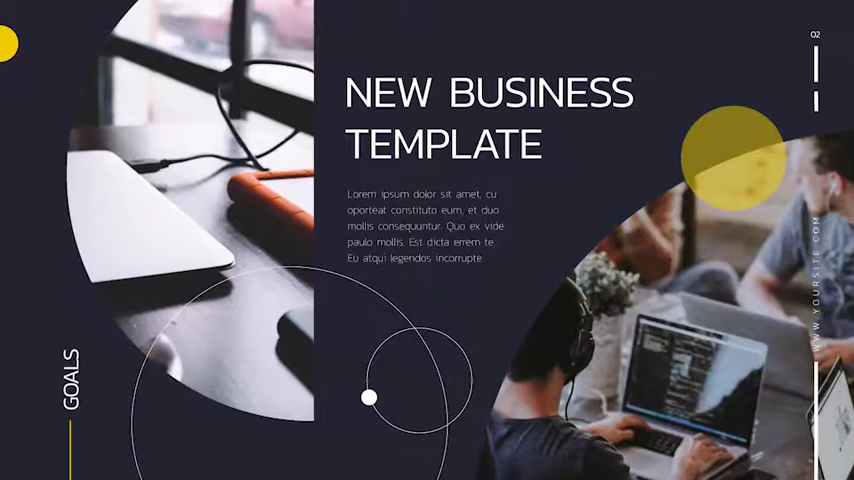 02
NEW BUSINESS
TEMPLATE
Lorem ipsum dolor sit amet, cu
oporteat constituto eum, et duo
mollis consequuntur. Quo ex vide
paulo mollis. Est dicta errem te.
Eu atqui legendos incorrupte.
WWW.YOURSITE.COM
GOALS